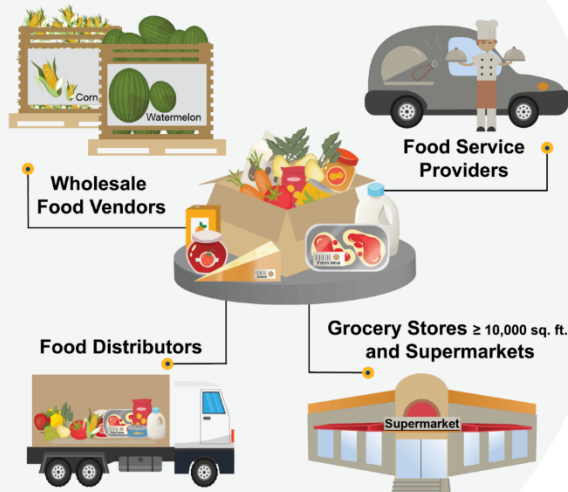 Corn
Watermelon
Wholesale
Food Vendors
Food Service
Providers
Fresh Meat
Food Distributors
Grocery Stores ≥ 10,000 sq. ft.
and Supermarkets
Supermarket